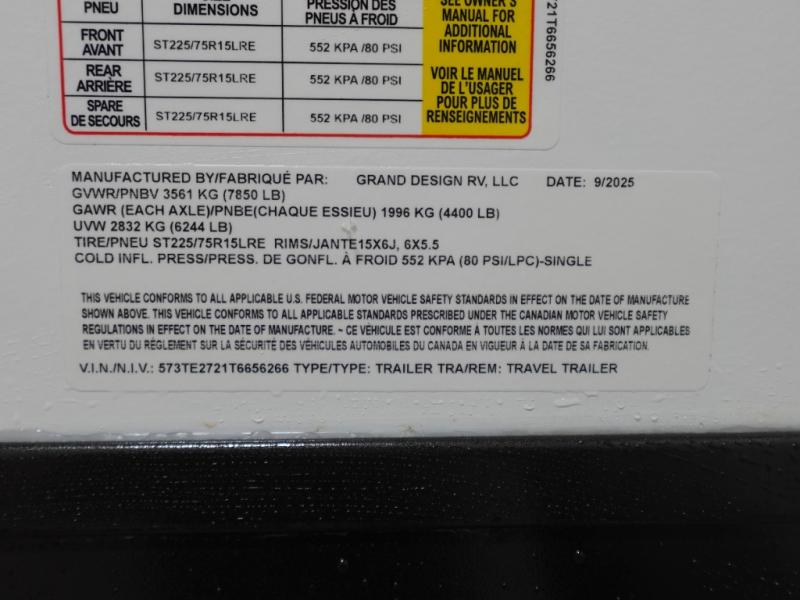 PNEU DIMENSIONS PRESSION DES PNEUS À FROID SEE OWNER'S MANUAL FOR ADDITIONAL INFORMATION
FRONT AVANT ST225/75R15LRE 552 KPA /80 PSI
REAR ARRIÈRE ST225/75R15LRE 552 KPA /80 PSI
SPARE DE SECOURS ST225/75R15LRE 552 KPA /80 PSI
VOIR LE MANUEL DE L'USAGER POUR PLUS DE RENSEIGNEMENTS
721T6656266
MANUFACTURED BY/FABRIQUÉ PAR: GRAND DESIGN RV, LLC DATE: 9/2025
GVWR/PNBV 3561 KG (7850 LB)
GAWR (EACH AXLE)/PNBE(CHAQUE ESSIEU) 1996 KG (4400 LB)
UVW 2832 KG (6244 LB)
TIRE/PNEU ST225/75R15LRE RIMS/JANTE15X6J, 6X5.5
COLD INFL. PRESS/PRESS. DE GONFL. À FROID 552 KPA (80 PSI/LPC)-SINGLE
THIS VEHICLE CONFORMS TO ALL APPLICABLE U.S. FEDERAL MOTOR VEHICLE SAFETY STANDARDS IN EFFECT ON THE DATE OF MANUFACTURE
SHOWN ABOVE. THIS VEHICLE CONFORMS TO ALL APPLICABLE STANDARDS PRESCRIBED UNDER THE CANADIAN MOTOR VEHICLE SAFETY
REGULATIONS IN EFFECT ON THE DATE OF MANUFACTURE. ~ CE VÉHICULE EST CONFORME À TOUTES LES NORMES QUI LUI SONT APPLICABLES
EN VERTU DU RÈGLEMENT SUR LA SÉCURITÉ DES VÉHICULES AUTOMOBILES DU CANADA EN VIGUEUR À LA DATE DE SA FABRICATION.
V.I.N./N.I.V.: 573TE2721T6656266 TYPE/TYPE: TRAILER TRA/REM: TRAVEL TRAILER